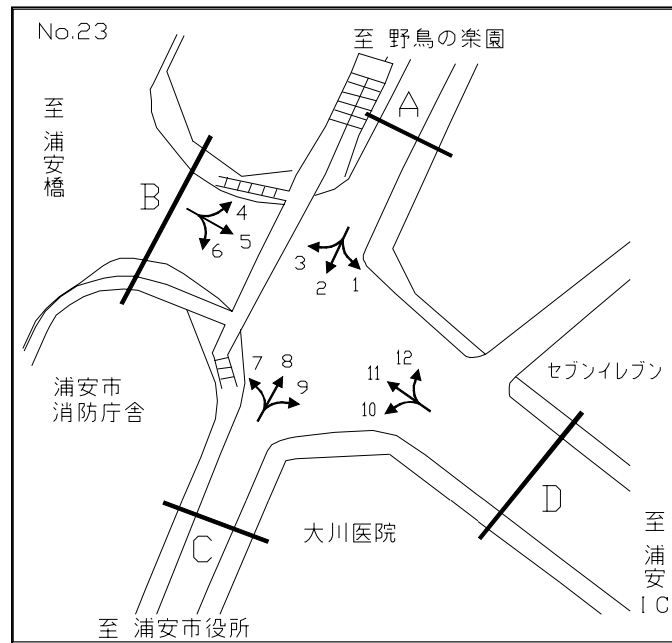 No.23
至 野鳥の楽園
至 浦安橋
A
B
4
5
6
3
2
1
7
8
9
11
12
10
セブンイレブン
浦安市
消防庁舎
D
C
大川医院
至 浦安IC
至 浦安市役所